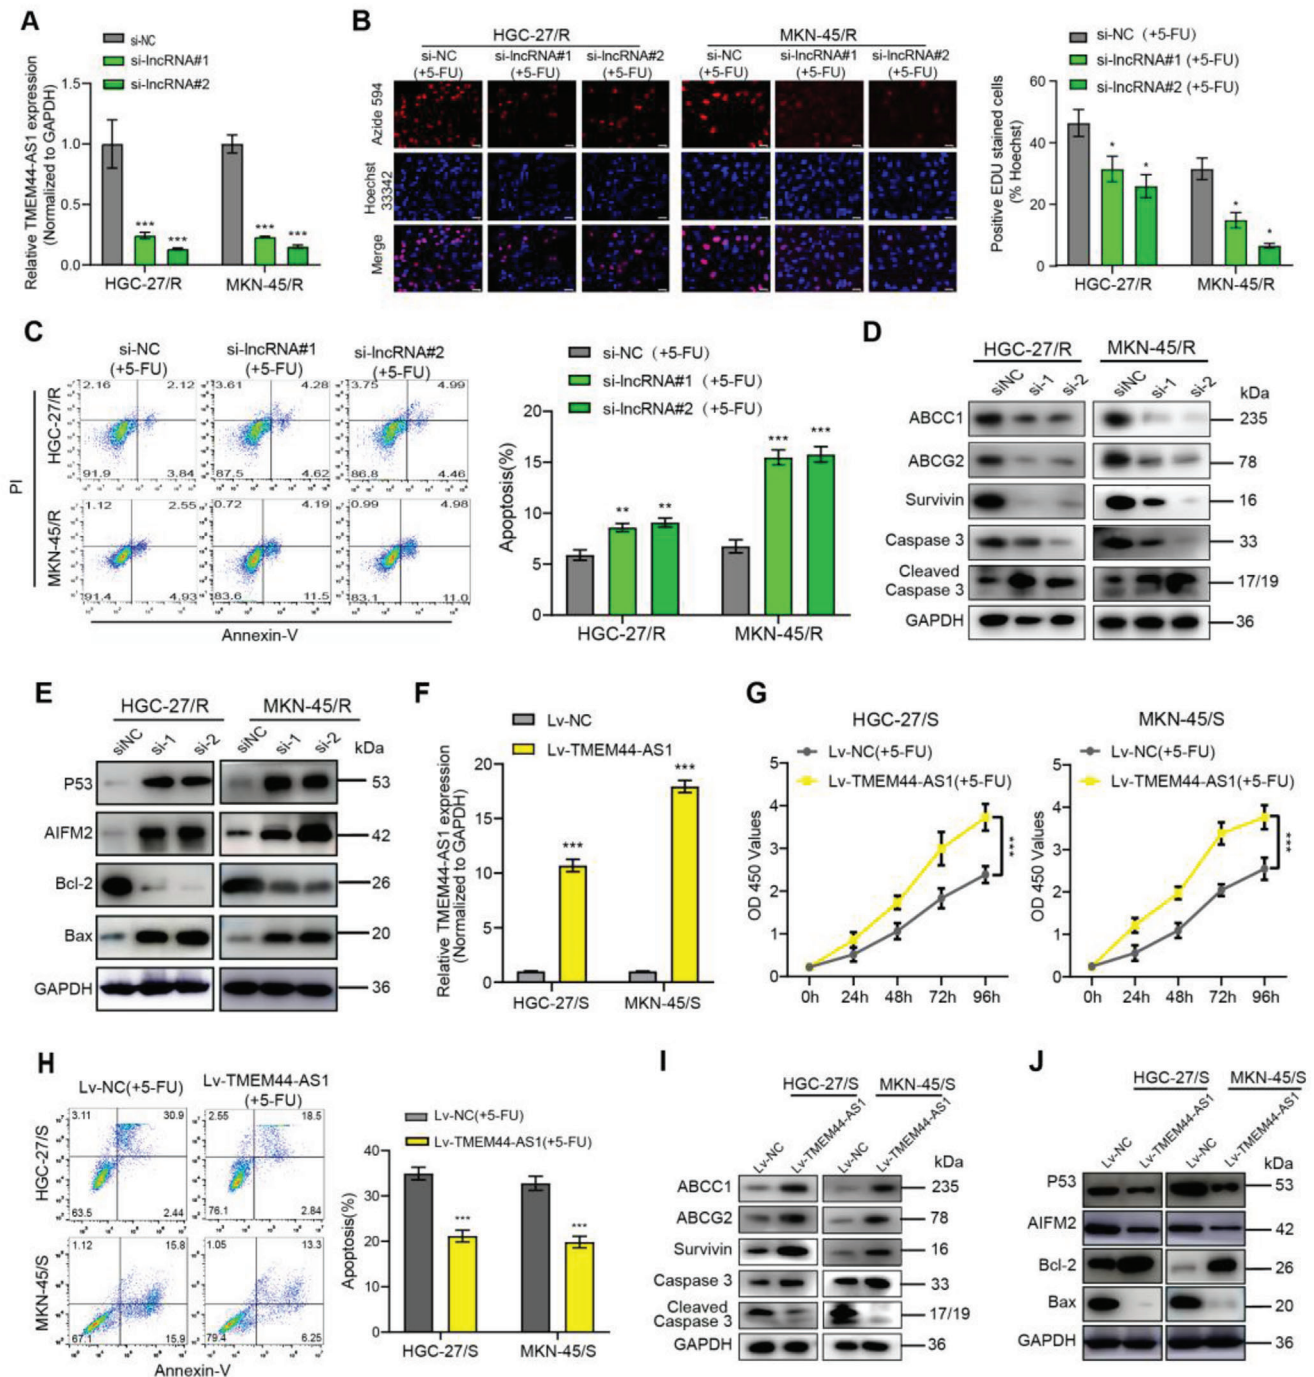 A
si-NC
si-lncRNA#1
si-lncRNA#2
Relative TMEM44-AS1 expression
(Normalized to GAPDH)
1.5
1.0
0.5
0.0
*** ***
*** ***
HGC-27/R MKN-45/R
B
HGC-27/R MKN-45/R
si-NC si-lncRNA#1 si-lncRNA#2 si-NC si-lncRNA#1 si-lncRNA#2
(+5-FU) (+5-FU) (+5-FU) (+5-FU) (+5-FU) (+5-FU)
Azide 594
Hoechst
33342
Merge
si-NC (+5-FU)
si-lncRNA#1 (+5-FU)
si-lncRNA#2 (+5-FU)
Positive EDU stained cells
(% Hoechst)
60
40
20
0
* *
* *
HGC-27/R MKN-45/R
C
si-NC si-lncRNA#1 si-lncRNA#2
(+5-FU) (+5-FU) (+5-FU)
PI
HGC-27/R
2.16 2.12 3.61 4.28 3.75 4.99
91.9 3.84 87.5 4.62 86.8 4.46
MKN-45/R
1.12 2.55 0.72 4.19 0.99 4.98
91.4 4.93 83.6 11.5 83.1 11.0
Annexin-V
si-NC (+5-FU)
si-lncRNA#1 (+5-FU)
si-lncRNA#2 (+5-FU)
Apoptosis(%)
20
15
10
5
0
** **
*** ***
HGC-27/R MKN-45/R
D
HGC-27/R MKN-45/R
siNC si-1 si-2 siNC si-1 si-2
kDa
ABCC1 235
ABCG2 78
Survivin 16
Caspase 3 33
Cleaved
Caspase 3 17/19
GAPDH 36
E
HGC-27/R MKN-45/R
siNC si-1 si-2 siNC si-1 si-2
kDa
P53 53
AIFM2 42
Bcl-2 26
Bax 20
GAPDH 36
F
Lv-NC
Lv-TMEM44-AS1
Relative TMEM44-AS1 expression
(Normalized to GAPDH)
20
15
10
5
0
***
***
HGC-27/S MKN-45/S
G
HGC-27/S
Lv-NC(+5-FU)
Lv-TMEM44-AS1(+5-FU)
OD 450 Values
5
4
3
2
1
0
***
0h 24h 48h 72h 96h
MKN-45/S
Lv-NC(+5-FU)
Lv-TMEM44-AS1(+5-FU)
OD 450 Values
5
4
3
2
1
0
***
0h 24h 48h 72h 96h
H
Lv-NC(+5-FU) Lv-TMEM44-AS1
(+5-FU)
HGC-27/S
3.11 30.9 2.55 18.5
63.5 2.44 76.1 2.84
MKN-45/S
1.12 15.8 1.05 13.3
67.1 15.9 79.4 6.25
Annexin-V
Lv-NC(+5-FU)
Lv-TMEM44-AS1(+5-FU)
Apoptosis(%)
40
30
20
10
0
***
***
HGC-27/S MKN-45/S
I
HGC-27/S MKN-45/S
Lv-NC Lv-TMEM44-AS1 Lv-NC Lv-TMEM44-AS1
kDa
ABCC1 235
ABCG2 78
Survivin 16
Caspase 3 33
Cleaved
Caspase 3 17/19
GAPDH 36
J
HGC-27/S MKN-45/S
Lv-NC Lv-TMEM44-AS1 Lv-NC Lv-TMEM44-AS1
kDa
P53 53
AIFM2 42
Bcl-2 26
Bax 20
GAPDH 36